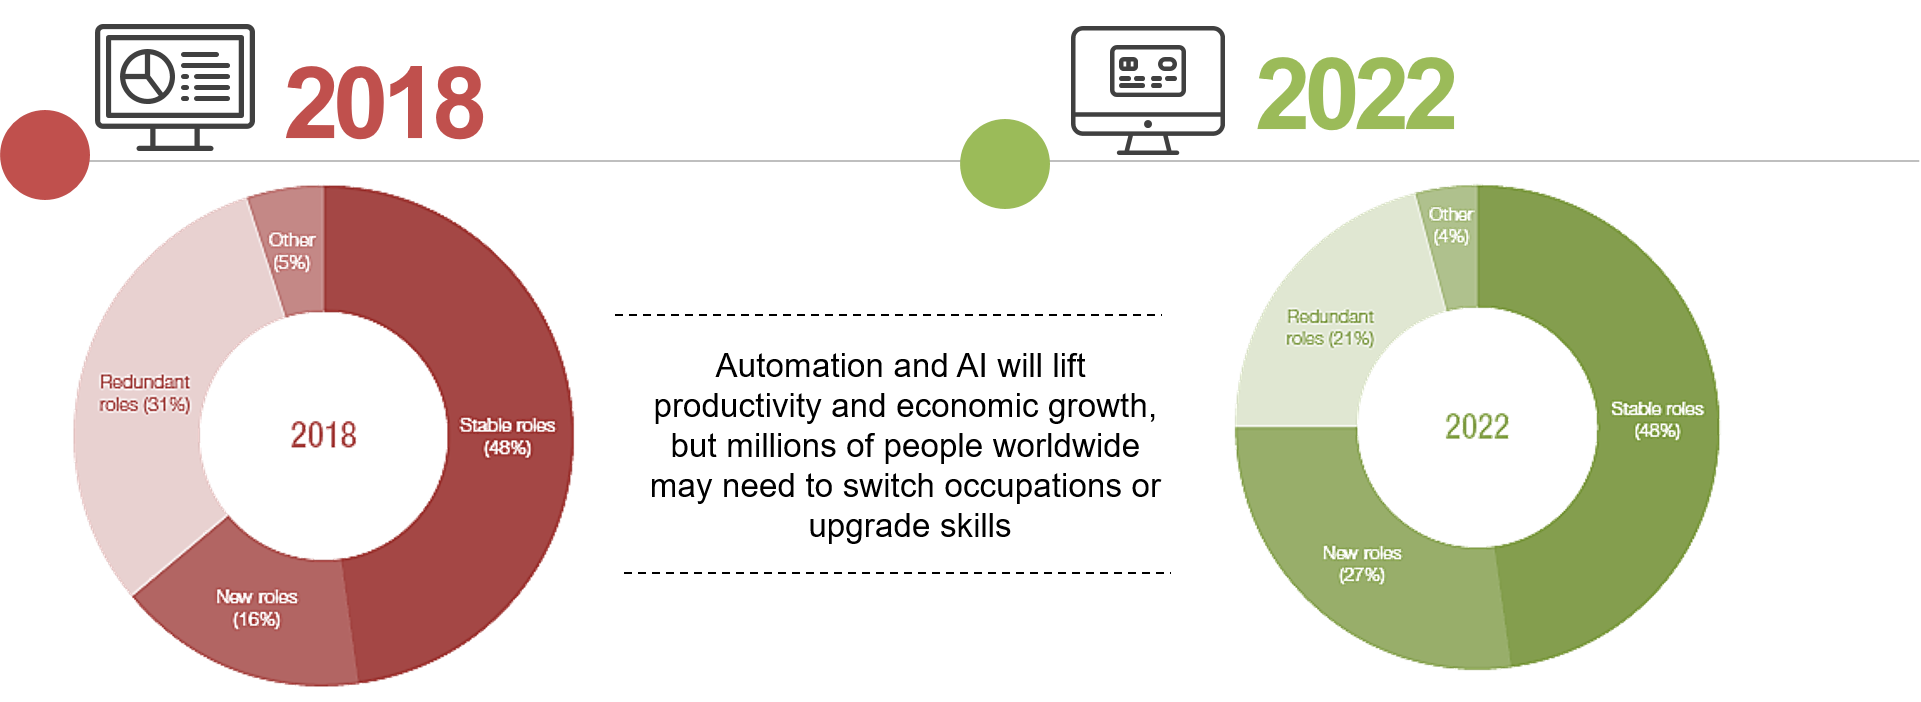 2018
2022
Other
(5%)
Redundant
roles (31%)
2018
Stable roles
(48%)
New roles
(16%)
Automation and AI will lift
productivity and economic growth,
but millions of people worldwide
may need to switch occupations or
upgrade skills
Other
(4%)
Redundant
roles (21%)
2022
Stable roles
(48%)
New roles
(27%)